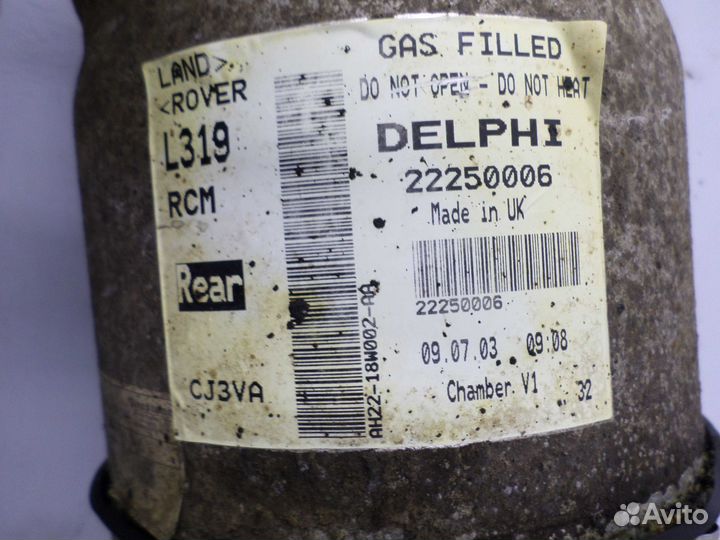 LAND>
<ROVER
L319
RCM
Rear
CJ3VA
AH22-18W002-AA
GAS FILLED
DO NOT OPEN - DO NOT HEAT
DELPHI
22250006
Made in UK
22250006
09.07.03 09:08
Chamber V1 32
Avito